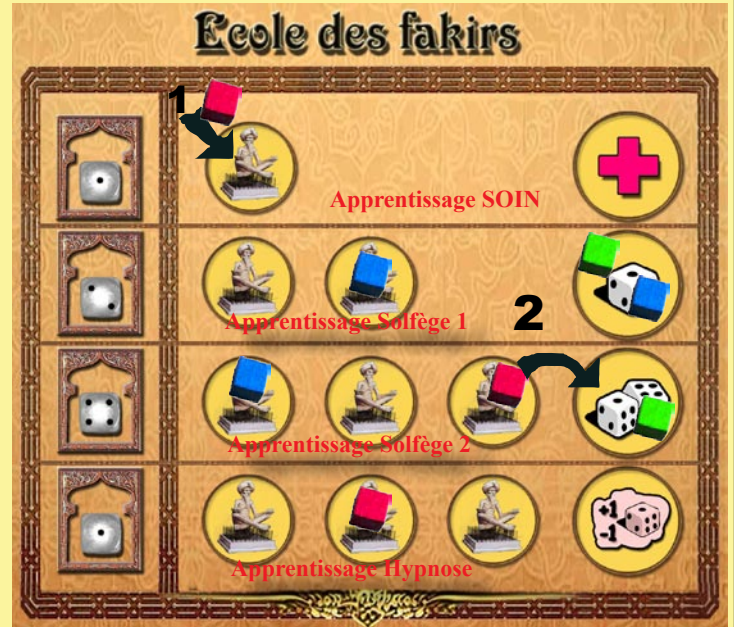 Ecole des fakirs
1
Apprentissage SOIN
Apprentissage Solfège 1
2
Apprentissage Solfège 2
+1
-1
Apprentissage Hypnose